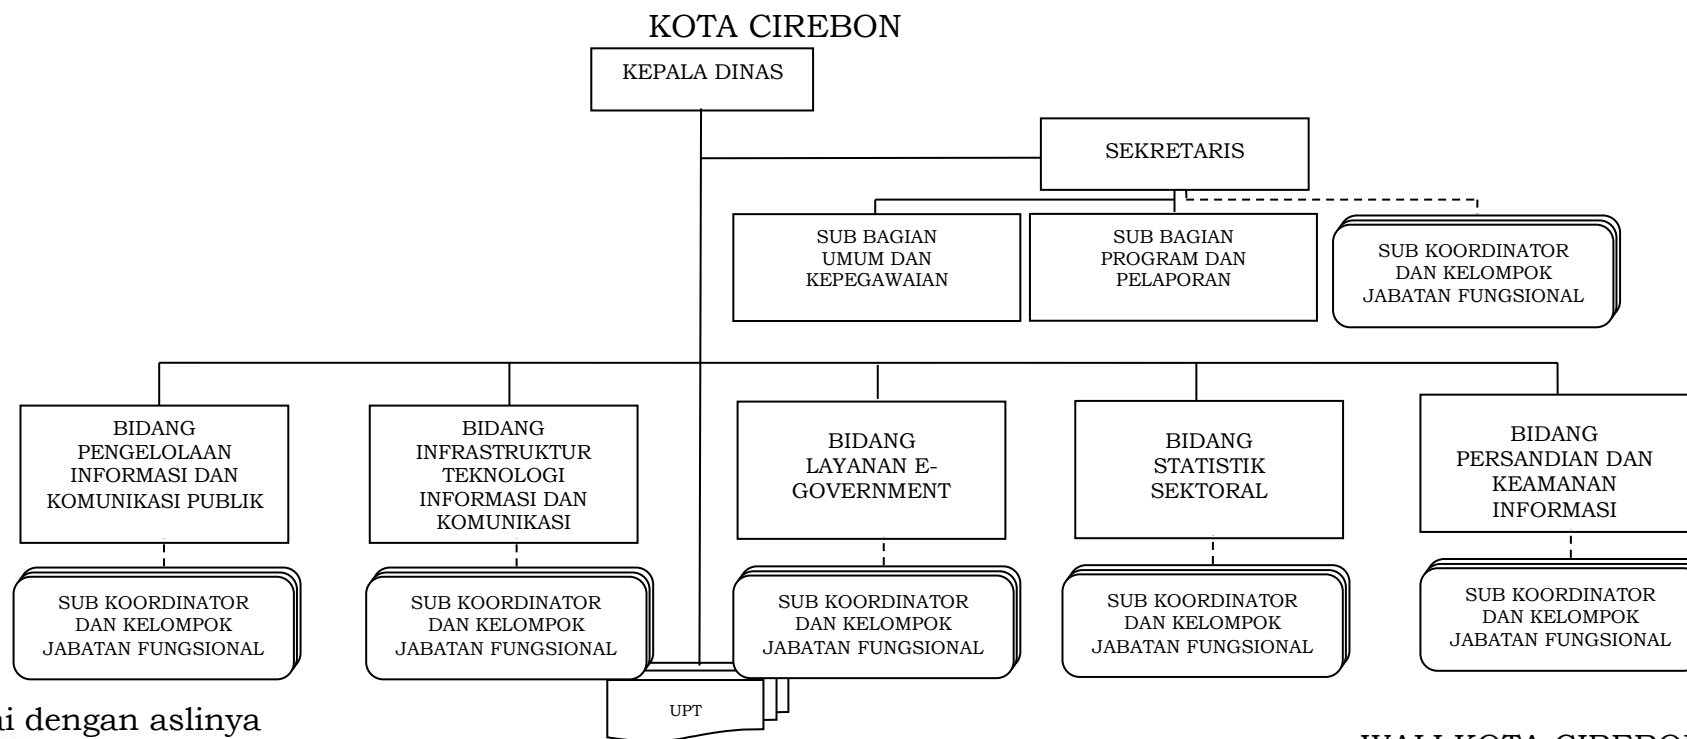 KOTA CIREBON
KEPALA DINAS
SEKRETARIS
SUB BAGIAN
UMUM DAN
KEPEGAWAIAN
SUB BAGIAN
PROGRAM DAN
PELAPORAN
SUB KOORDINATOR
DAN KELOMPOK
JABATAN FUNGSIONAL
BIDANG
PENGELOLAAN
INFORMASI DAN
KOMUNIKASI PUBLIK
BIDANG
INFRASTRUKTUR
TEKNOLOGI
INFORMASI DAN
KOMUNIKASI
BIDANG
LAYANAN E-
GOVERNMENT
BIDANG
STATISTIK
SEKTORAL
BIDANG
PERSANDIAN DAN
KEAMANAN
INFORMASI
SUB KOORDINATOR
DAN KELOMPOK
JABATAN FUNGSIONAL
SUB KOORDINATOR
DAN KELOMPOK
JABATAN FUNGSIONAL
SUB KOORDINATOR
DAN KELOMPOK
JABATAN FUNGSIONAL
SUB KOORDINATOR
DAN KELOMPOK
JABATAN FUNGSIONAL
SUB KOORDINATOR
DAN KELOMPOK
JABATAN FUNGSIONAL
UPT
dengan aslinya
WALI KOTA CIREBON